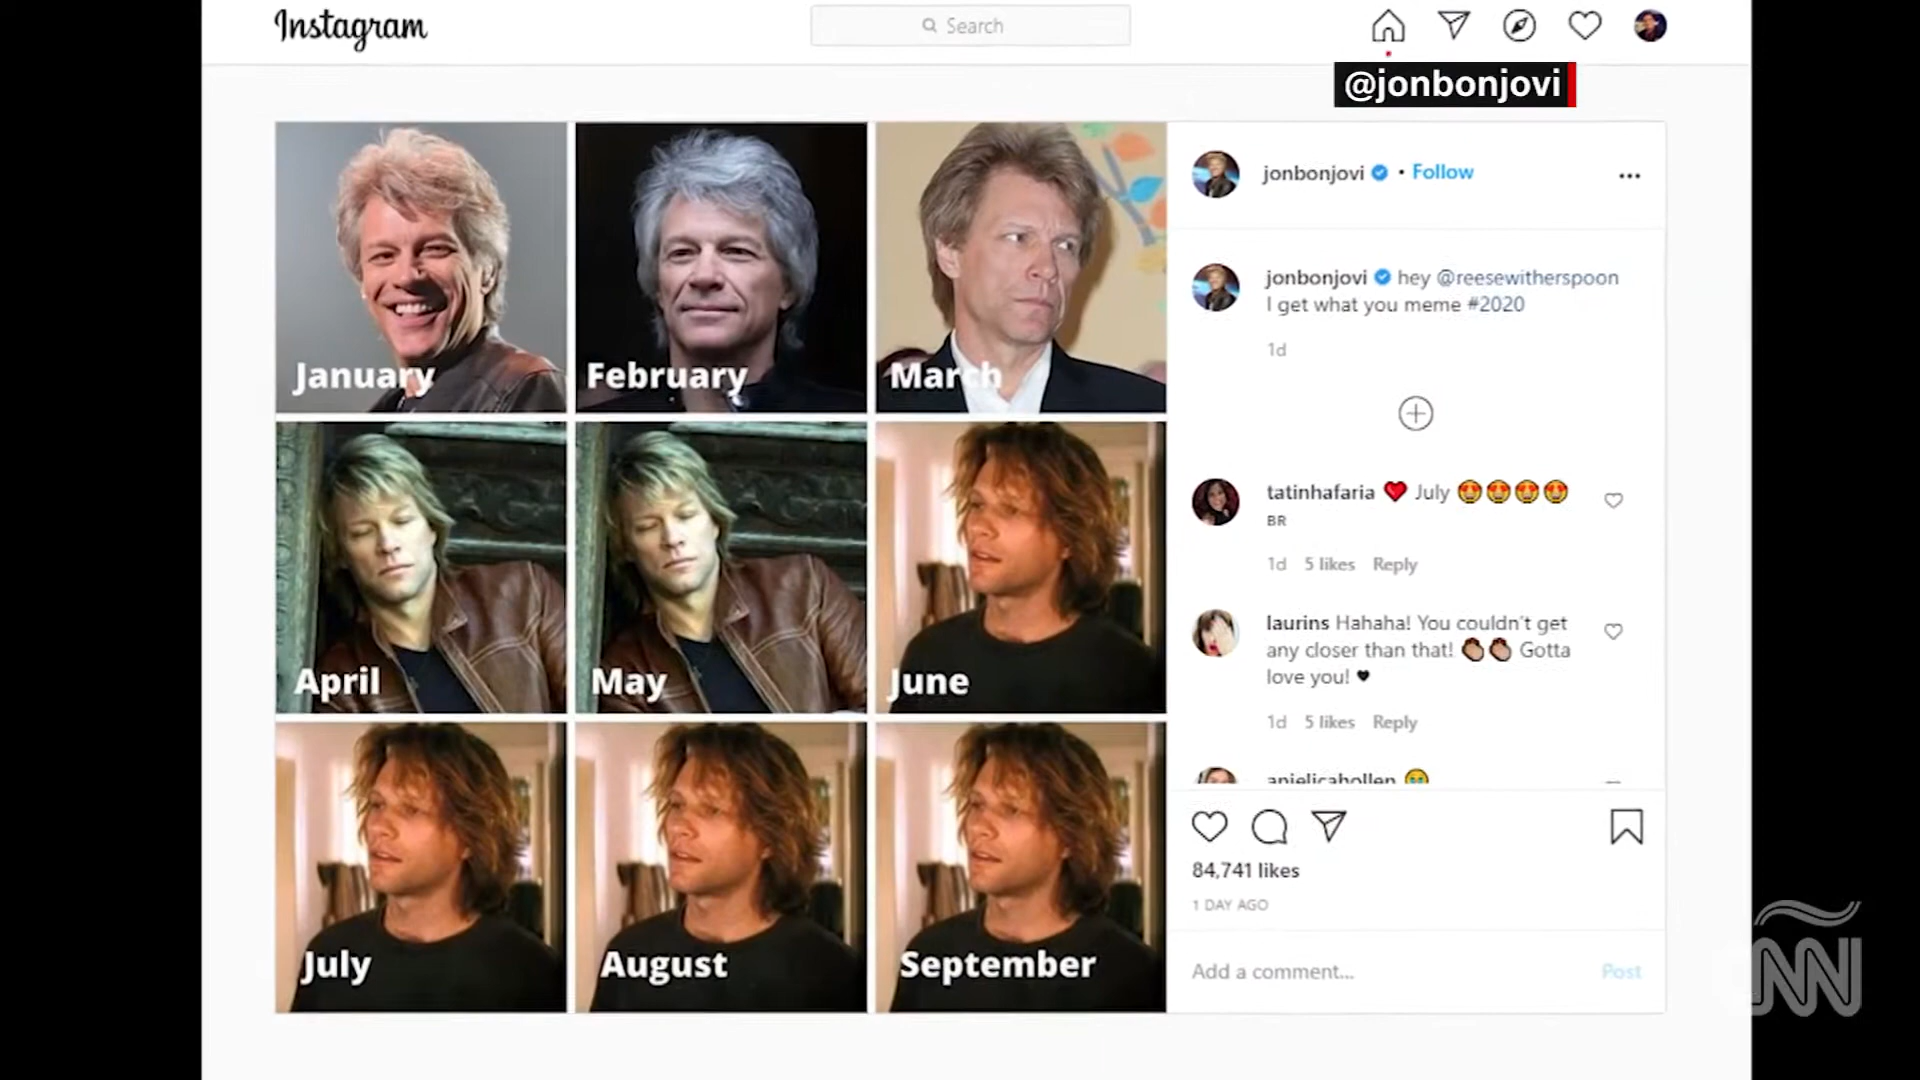 Instagram
Search
@jonbonjovi
January
February
March
April
May
June
July
August
September
jonbonjovi • Follow
jonbonjovi hey @reesewitherspoon
I get what you meme #2020
1d
tatinhafaria ❤️ July 😍😍😍😍
BR
1d 5 likes Reply
laurins Hahaha! You couldn't get
any closer than that! 👏👏 Gotta
love you! ♥
1d 5 likes Reply
anjelicahollen 😭
84,741 likes
1 DAY AGO
Add a comment...
Post
CNN